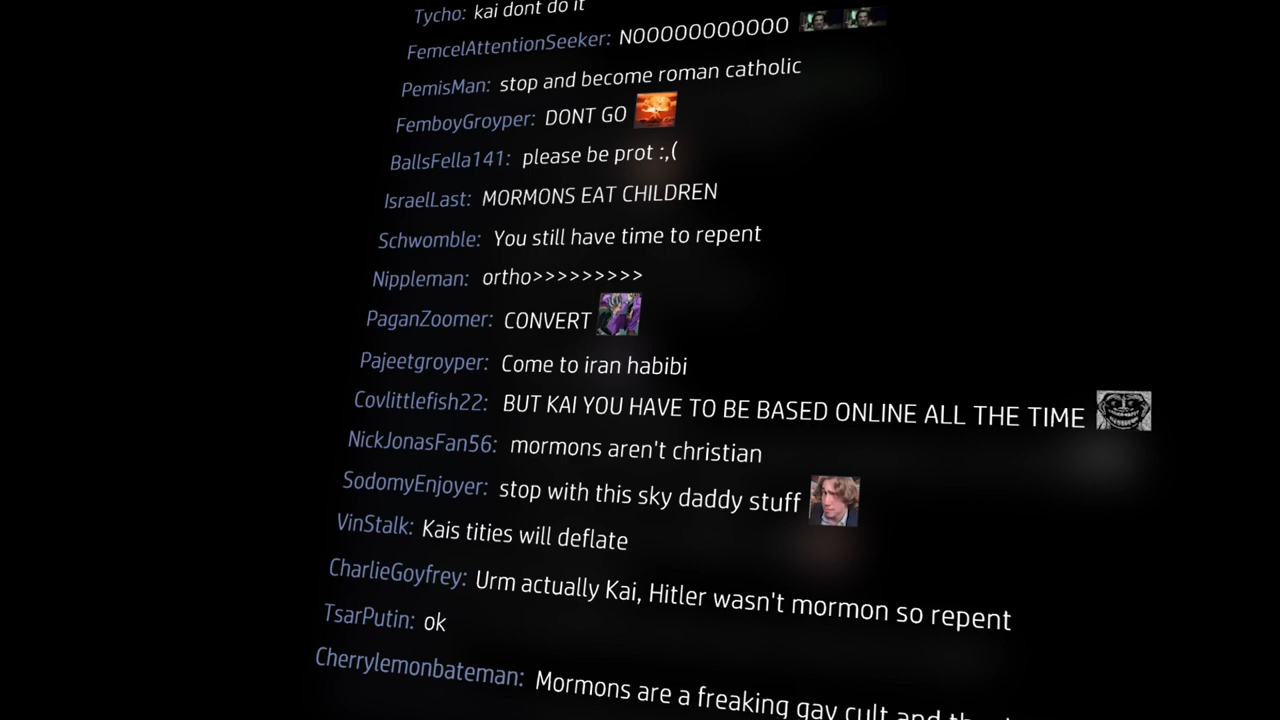 Tycho: kai dont do it
FemcelAttentionSeeker: NOOOOOOOOOOO
PemisMan: stop and become roman catholic
FemboyGroyper: DONT GO
BallsFella141: please be prot :,(
IsraelLast: MORMONS EAT CHILDREN
Schwomble: You still have time to repent
Nippleman: ortho>>>>>>>>>
PaganZoomer: CONVERT
Pajeetgroyper: Come to iran habibi
Covlittlefish22: BUT KAI YOU HAVE TO BE BASED ONLINE ALL THE TIME
NickJonasFan56: mormons aren't christian
SodomyEnjoyer: stop with this sky daddy stuff
VinStalk: Kais tities will deflate
CharlieGoyfrey: Urm actually Kai, Hitler wasn't mormon so repent
TsarPutin: ok
Cherrylemonbateman: Mormons are a freaking gay cult and